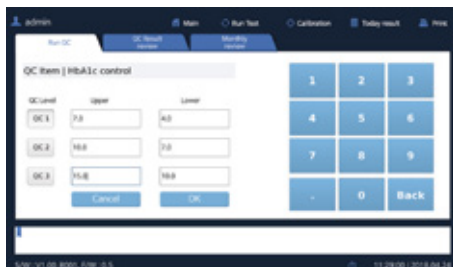 admin Main Run Test Calibration Today result Print
Run QC QC Result review Monthly review
QC Item | HbA1c control
QC Level Upper Lower
QC 1 7.0 4.0
QC 2 10.0 7.0
QC 3 15.0 10.0
Cancel OK
1 2 3
4 5 6
7 8 9
. 0 Back